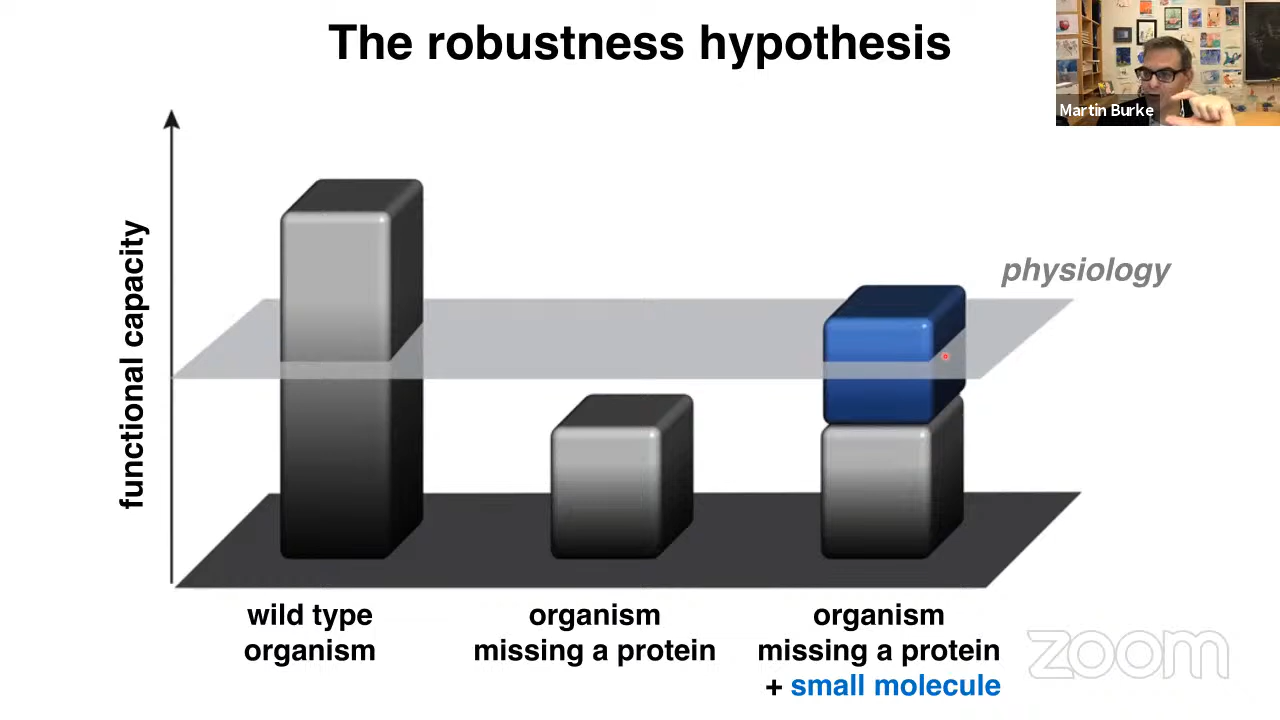 The robustness hypothesis
Martin Burke
functional capacity
physiology
wild type
organism
organism
missing a protein
organism
missing a protein
+ small molecule
zoom